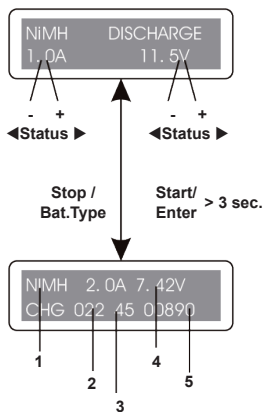 NiMH DISCHARGE
1.0A 11.5V
- + - +
◀Status ▶ ◀Status ▶
Stop / Start/
Bat.Type Enter > 3 sec.
NIMH 2.0A 7.42V
CHG 022 45 00890
1 2 3 4 5